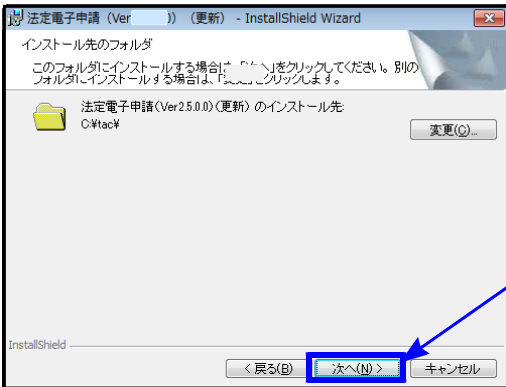 法定電子申請 (Ver )) (更新) - InstallShield Wizard
インストール先のフォルダ
このフォルダにインストールする場合は、「次へ」をクリックしてください。別の
フォルダにインストールする場合は、「変更」をクリックします。
法定電子申請(Ver2.5.0.0)(更新) のインストール先:
C:¥tac¥
変更(C)...
InstallShield
< 戻る(B)
次へ(N) >
キャンセル